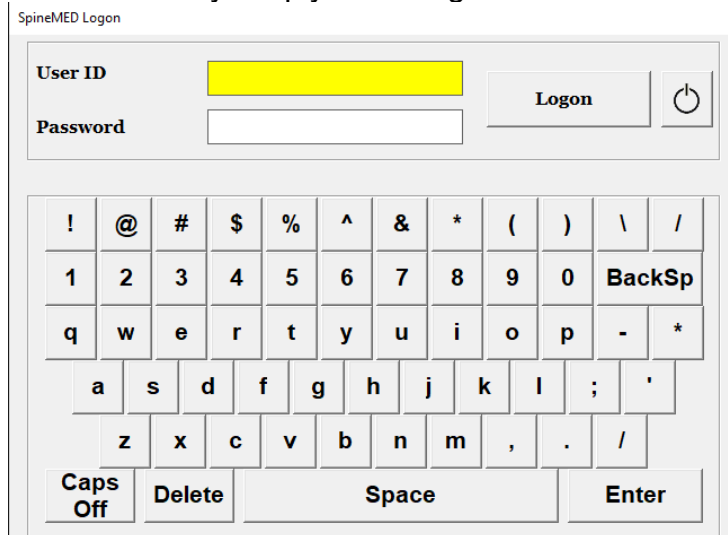 SpineMED Logon
User ID
Logon
Password
! @ # $ % ^ & * ( ) \ /
1 2 3 4 5 6 7 8 9 0 BackSp
q w e r t y u i o p - *
a s d f g h j k l ; '
z x c v b n m , . /
Caps Off Delete Space Enter